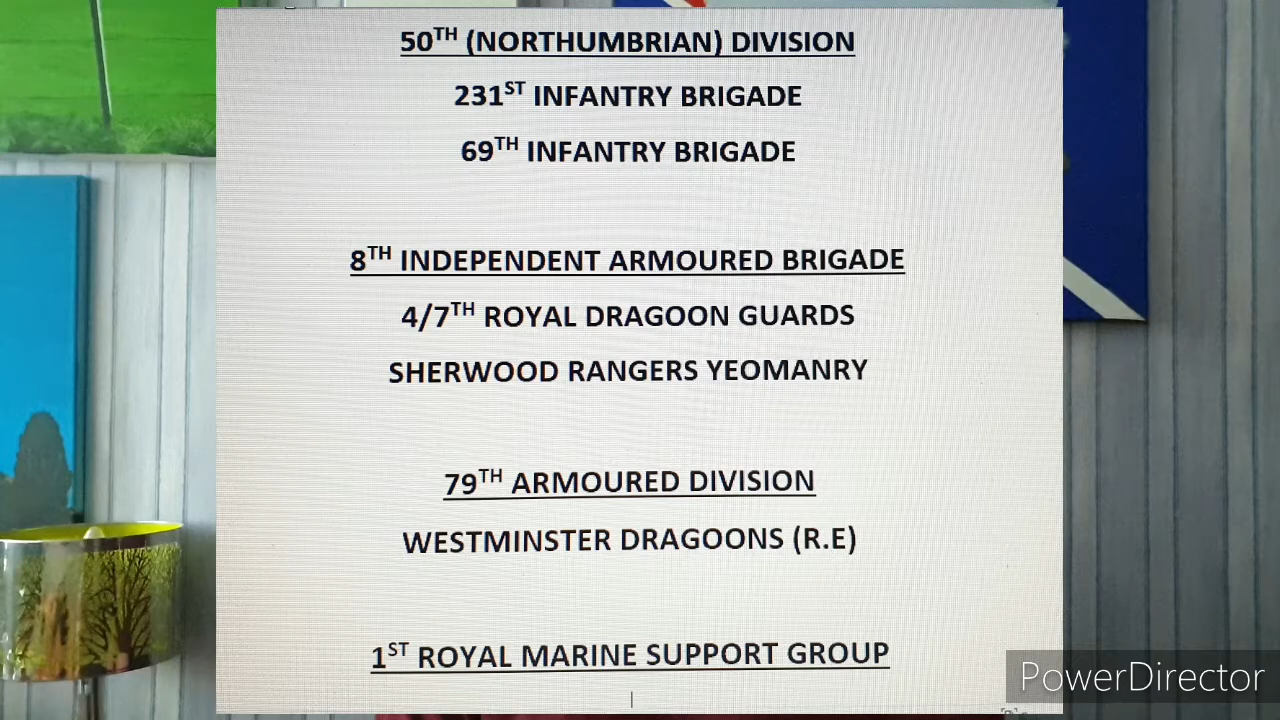 50TH (NORTHUMBRIAN) DIVISION
231ST INFANTRY BRIGADE
69TH INFANTRY BRIGADE
8TH INDEPENDENT ARMOURED BRIGADE
4/7TH ROYAL DRAGOON GUARDS
SHERWOOD RANGERS YEOMANRY
79TH ARMOURED DIVISION
WESTMINSTER DRAGOONS (R.E)
1ST ROYAL MARINE SUPPORT GROUP
PowerDirector